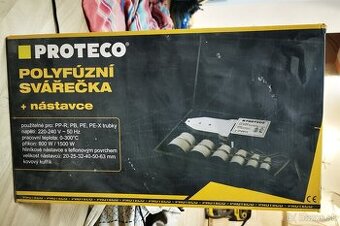 PROTECO®
POLYFÚZNÍ
SVÁŘEČKA
+ nástavce
použitelné pro: PP-R, PB, PE, PE-X trubky
napětí: 220-240 V ~ 50 Hz
pracovní teplota: 0-300°C
příkon: 800 W / 1500 W
hliníkové nástavce s teflonovým povrchem
velikost nástavců: 20-25-32-40-50-63 mm
kovový kufřík
PROTECO
CE